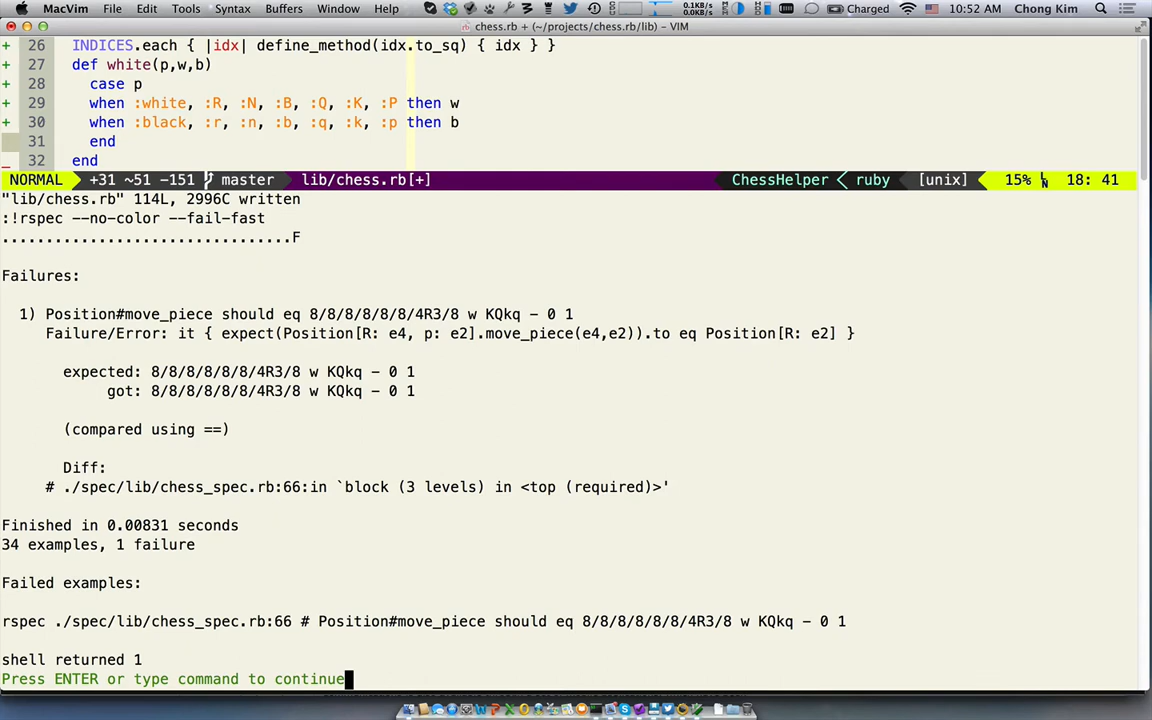 MacVim File Edit Tools Syntax Buffers Window Help 0.1KB/s 0.0KB/s Charged 10:52 AM Chong Kim
chess.rb + (~/projects/chess.rb/lib) – VIM
+ 26 INDICES.each { |idx| define_method(idx.to_sq) { idx } }
+ 27 def white(p,w,b)
+ 28 case p
+ 29 when :white, :R, :N, :B, :Q, :K, :P then w
+ 30 when :black, :r, :n, :b, :q, :k, :p then b
31 end
_ 32 end
NORMAL +31 ~51 -151 master lib/chess.rb[+] ChessHelper < ruby < [unix] 15% LN 18: 41
"lib/chess.rb" 114L, 2996C written
:!rspec --no-color --fail-fast
.................................F
Failures:
1) Position#move_piece should eq 8/8/8/8/8/8/4R3/8 w KQkq - 0 1
Failure/Error: it { expect(Position[R: e4, p: e2].move_piece(e4,e2)).to eq Position[R: e2] }
expected: 8/8/8/8/8/8/4R3/8 w KQkq - 0 1
got: 8/8/8/8/8/8/4R3/8 w KQkq - 0 1
(compared using ==)
Diff:
# ./spec/lib/chess_spec.rb:66:in `block (3 levels) in <top (required)>'
Finished in 0.00831 seconds
34 examples, 1 failure
Failed examples:
rspec ./spec/lib/chess_spec.rb:66 # Position#move_piece should eq 8/8/8/8/8/8/4R3/8 w KQkq - 0 1
shell returned 1
Press ENTER or type command to continue